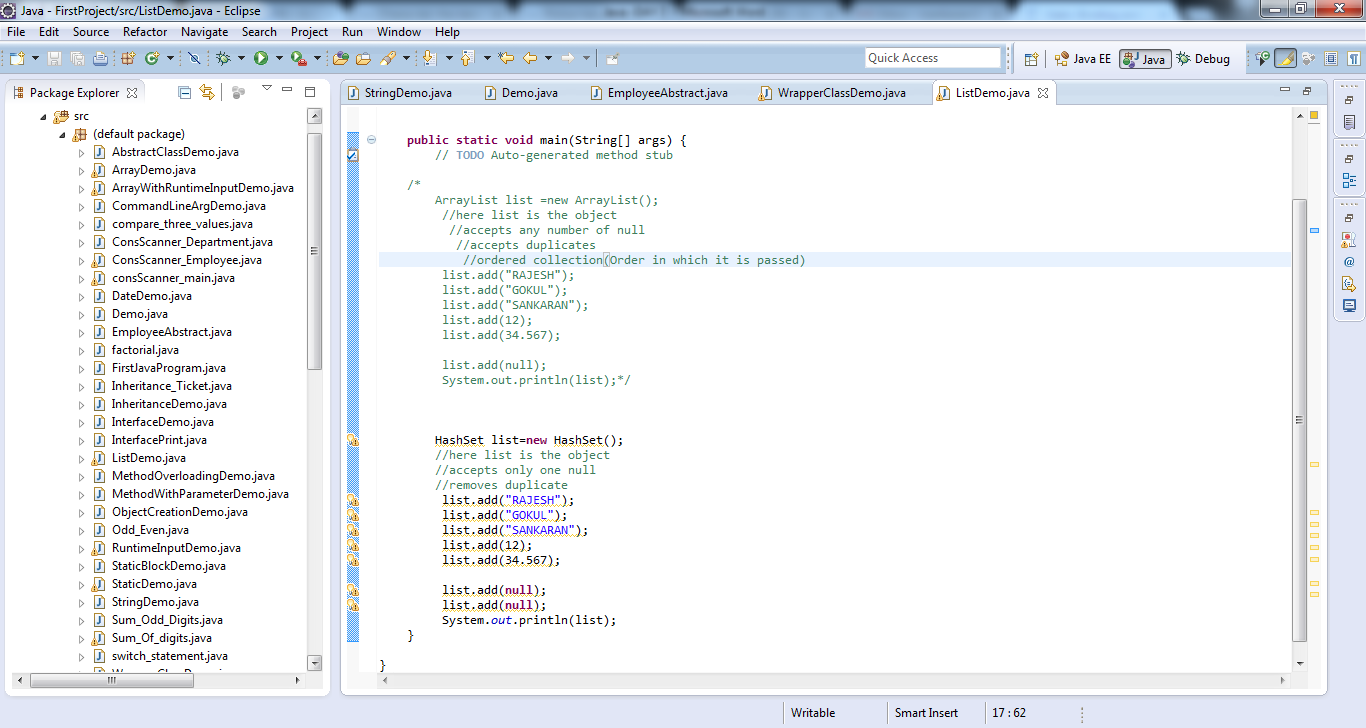 Java - FirstProject/src/ListDemo.java - Eclipse
File Edit Source Refactor Navigate Search Project Run Window Help
Quick Access
Java EE
Java
Debug
Package Explorer
StringDemo.java
Demo.java
EmployeeAbstract.java
WrapperClassDemo.java
ListDemo.java
src
(default package)
AbstractClassDemo.java
ArrayDemo.java
ArrayWithRuntimeInputDemo.java
CommandLineArgDemo.java
compare_three_values.java
ConsScanner_Department.java
ConsScanner_Employee.java
consScanner_main.java
DateDemo.java
Demo.java
EmployeeAbstract.java
factorial.java
FirstJavaProgram.java
Inheritance_Ticket.java
InheritanceDemo.java
InterfaceDemo.java
InterfacePrint.java
ListDemo.java
MethodOverloadingDemo.java
MethodWithParameterDemo.java
ObjectCreationDemo.java
Odd_Even.java
RuntimeInputDemo.java
StaticBlockDemo.java
StaticDemo.java
StringDemo.java
Sum_Odd_Digits.java
Sum_Of_digits.java
switch_statement.java
public static void main(String[] args) {
// TODO Auto-generated method stub
/*
ArrayList list =new ArrayList();
//here list is the object
//accepts any number of null
//accepts duplicates
//ordered collection(Order in which it is passed)
list.add("RAJESH");
list.add("GOKUL");
list.add("SANKARAN");
list.add(12);
list.add(34.567);
list.add(null);
System.out.println(list);*/
HashSet list=new HashSet();
//here list is the object
//accepts only one null
//removes duplicate
list.add("RAJESH");
list.add("GOKUL");
list.add("SANKARAN");
list.add(12);
list.add(34.567);
list.add(null);
list.add(null);
System.out.println(list);
}
}
Writable
Smart Insert
17 : 62